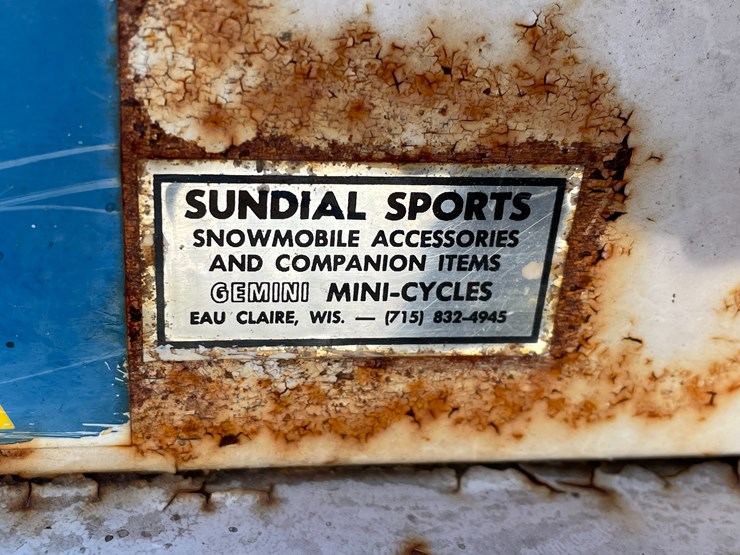 SUNDIAL SPORTS
SNOWMOBILE ACCESSORIES
AND COMPANION ITEMS
GEMINI MINI-CYCLES
EAU CLAIRE, WIS. — (715) 832-4945